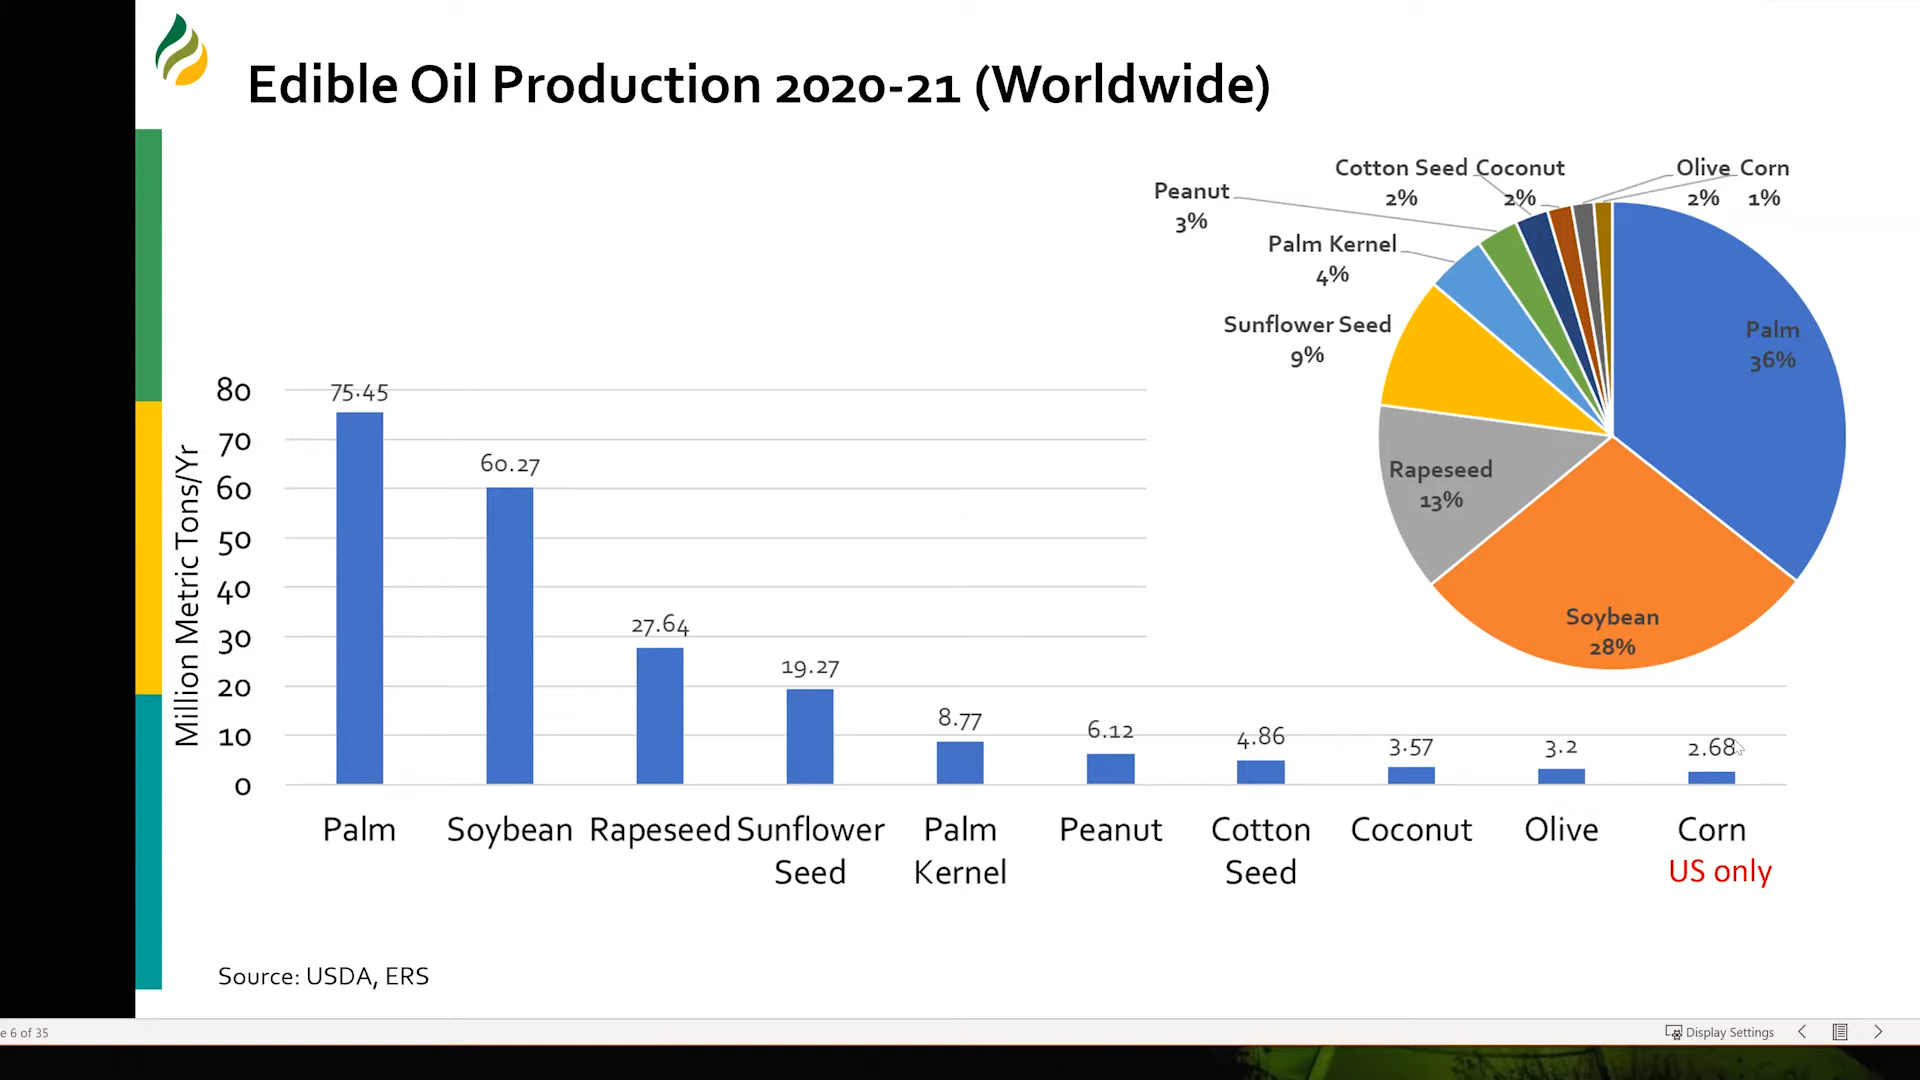 Edible Oil Production 2020-21 (Worldwide)
Cotton Seed
2%
Coconut
2%
Olive
2%
Corn
1%
Peanut
3%
Palm Kernel
4%
Sunflower Seed
9%
Palm
36%
Rapeseed
13%
Soybean
28%
Million Metric Tons/Yr
80
70
60
50
40
30
20
10
0
75.45
60.27
27.64
19.27
8.77
6.12
4.86
3.57
3.2
2.68
Palm
Soybean
Rapeseed
Sunflower
Seed
Palm
Kernel
Peanut
Cotton
Seed
Coconut
Olive
Corn
US only
Source: USDA, ERS
e 6 of 35
Display Settings